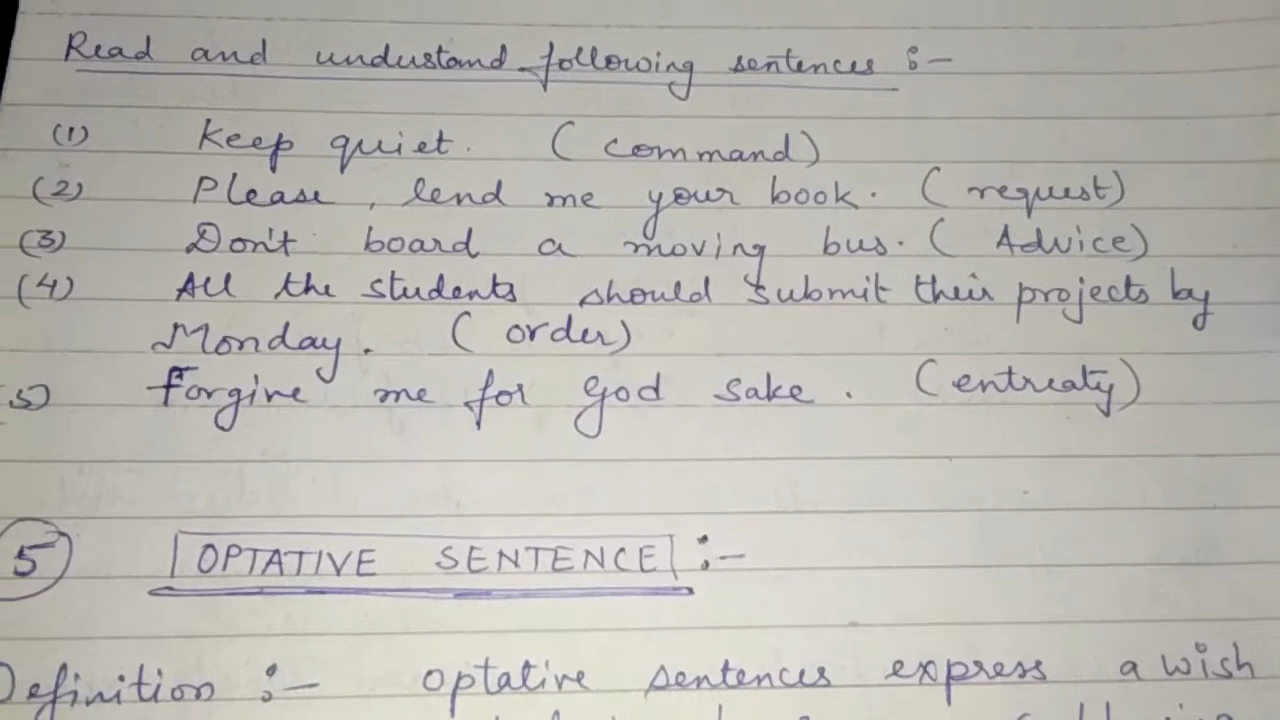 Read and understand following sentences :-
(1) Keep quiet. (command)
(2) Please, lend me your book. (request)
(3) Don't board a moving bus. (Advice)
(4) All the students should submit their projects by
Monday. (order)
(5) Forgive me for God sake. (entreaty)
5 OPTATIVE SENTENCE :-
Definition :- optative sentences express a wish